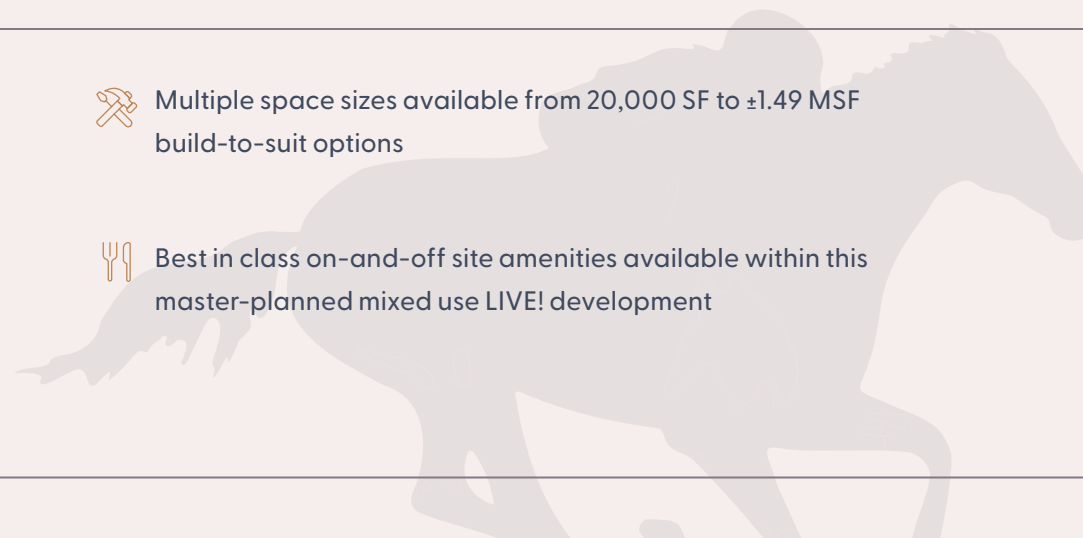 Multiple space sizes available from 20,000 SF to ±1.49 MSF
build-to-suit options
Best in class on-and-off site amenities available within this
master-planned mixed use LIVE! development